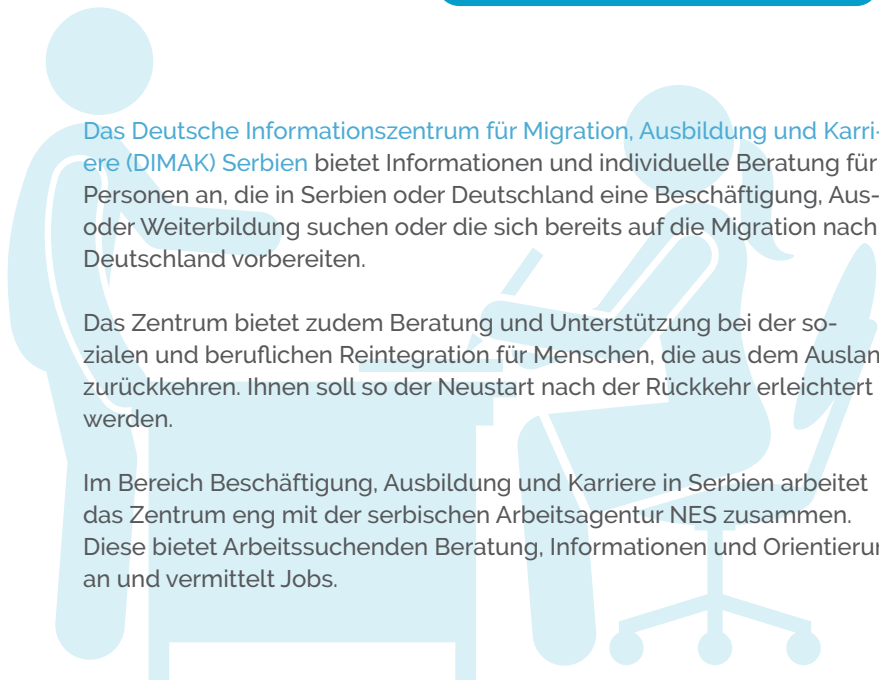 Das Deutsche Informationszentrum für Migration, Ausbildung und Karri-
ere (DIMAK) Serbien bietet Informationen und individuelle Beratung für
Personen an, die in Serbien oder Deutschland eine Beschäftigung, Aus-
oder Weiterbildung suchen oder die sich bereits auf die Migration nach
Deutschland vorbereiten.
Das Zentrum bietet zudem Beratung und Unterstützung bei der so-
zialen und beruflichen Reintegration für Menschen, die aus dem Auslan
zurückkehren. Ihnen soll so der Neustart nach der Rückkehr erleichtert
werden.
Im Bereich Beschäftigung, Ausbildung und Karriere in Serbien arbeitet
das Zentrum eng mit der serbischen Arbeitsagentur NES zusammen.
Diese bietet Arbeitssuchenden Beratung, Informationen und Orientieru
an und vermittelt Jobs.